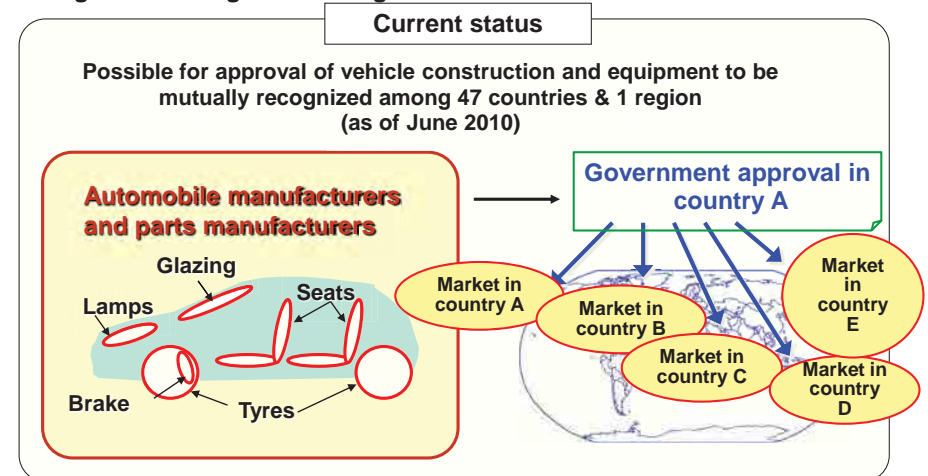 Current status
Possible for approval of vehicle construction and equipment to be
mutually recognized among 47 countries & 1 region
(as of June 2010)
Automobile manufacturers
and parts manufacturers
Glazing
Lamps
Seats
Brake
Tyres
Government approval in
country A
Market in
country A
Market in
country B
Market in
country C
Market in
country
D
Market
in
country
E